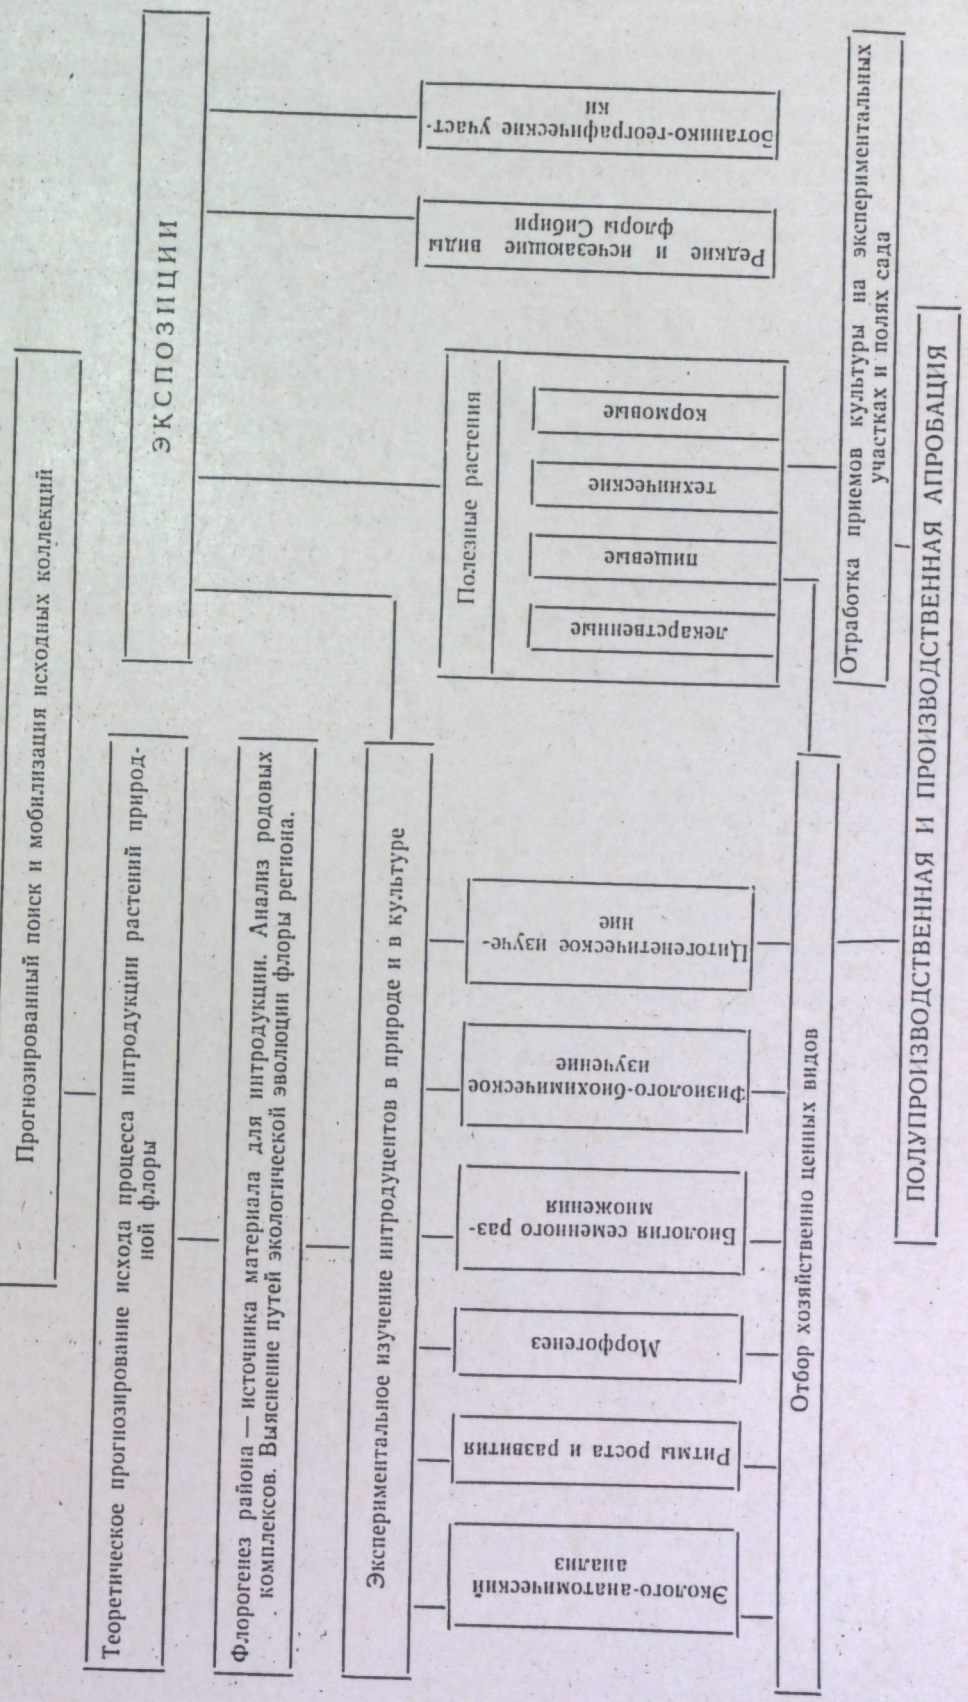 Прогнозированный поиск и мобилизация исходных коллекций
Теоретическое прогнозирование исхода процесса интродукции растений природ-
ной флоры
Флорогенез района — источника материала для интродукции. Анализ родовых
комплексов. Выяснение путей экологической эволюции флоры региона.
Экспериментальное изучение интродуцентов в природе и в культуре
Эколого-анатомический
анализ
Ритмы роста и развития
Морфогенез
Биология семенного раз-
множения
Физиолого-биохимическое
изучение
Цитогенетическое изуче-
ние
Отбор хозяйственно ценных видов
ЭКСПОЗИЦИИ
Полезные растения
лекарственные
пищевые
технические
кормовые
Редкие и исчезающие виды
флоры Сибири
Ботанико-географические участ-
ки
Отработка приемов культуры на экспериментальных
участках и полях сада
ПОЛУПРОИЗВОДСТВЕННАЯ И ПРОИЗВОДСТВЕННАЯ АПРОБАЦИЯ